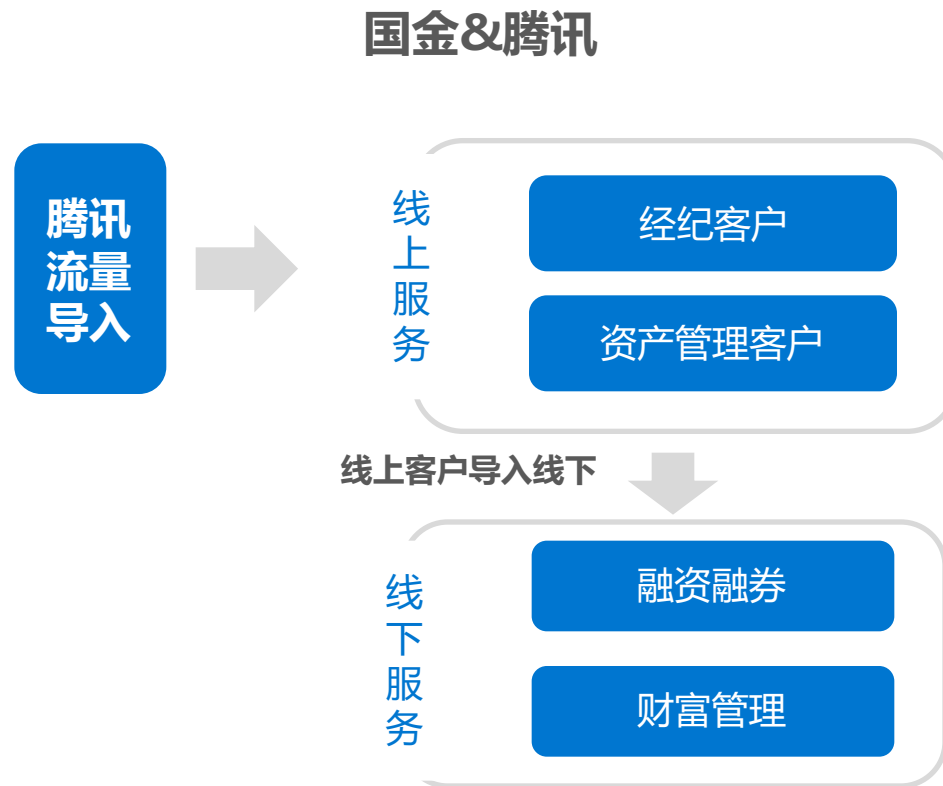 国金&腾讯
腾讯
流量
导入
线上服务
经纪客户
资产管理客户
线上客户导入线下
线下服务
融资融券
财富管理